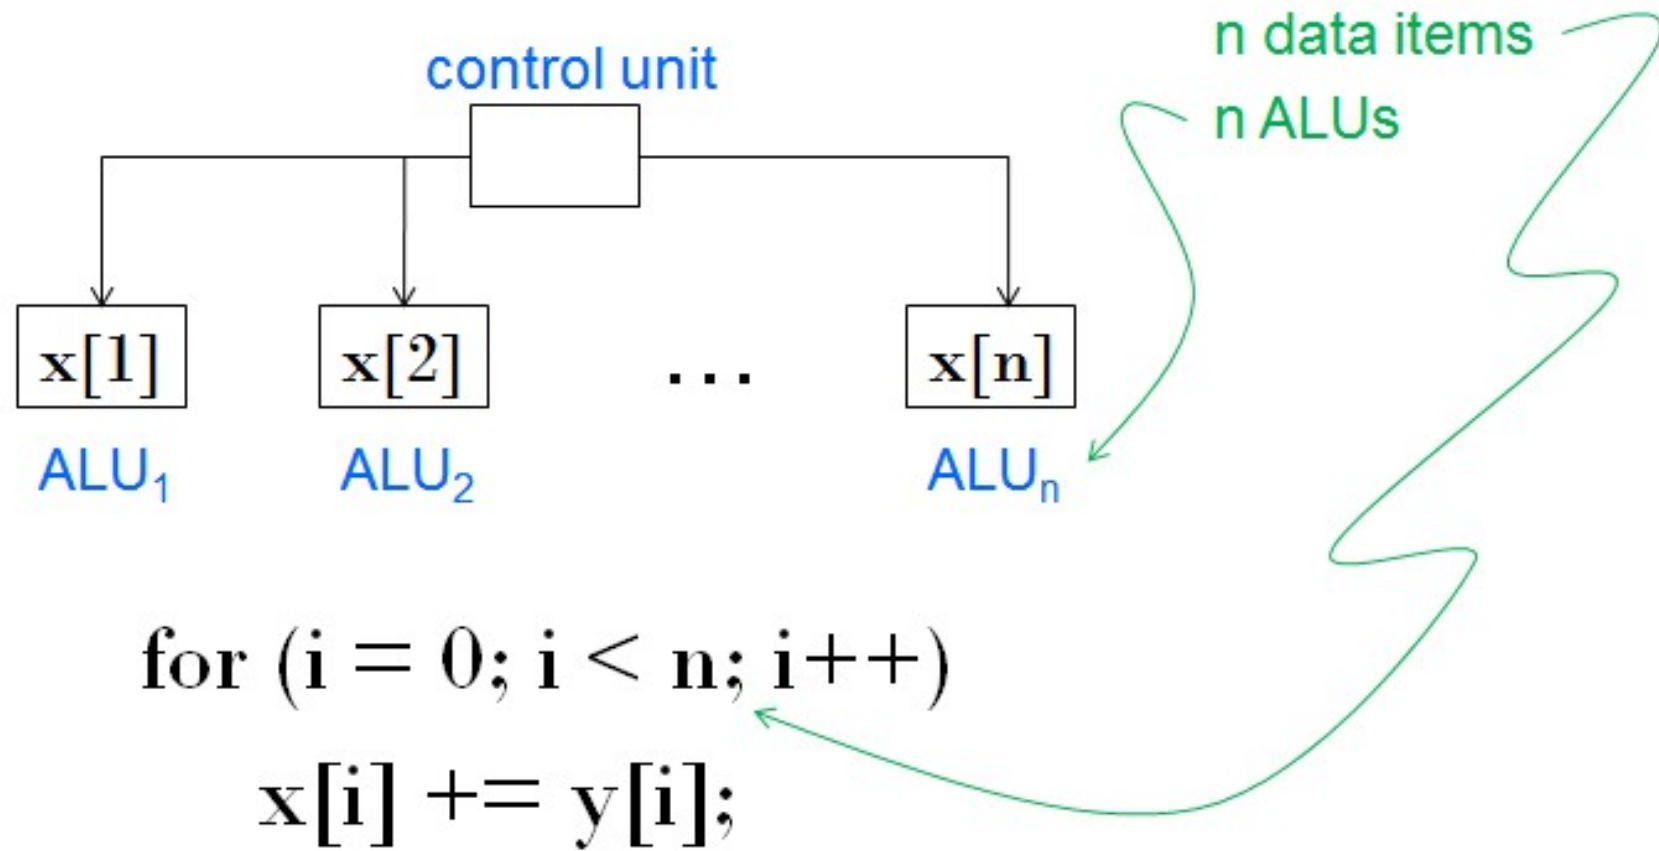 n data items
control unit
n ALUs
x[1] x[2] ... x[n]
ALU₁ ALU₂ ALUₙ
for (i = 0; i < n; i++)
x[i] += y[i];